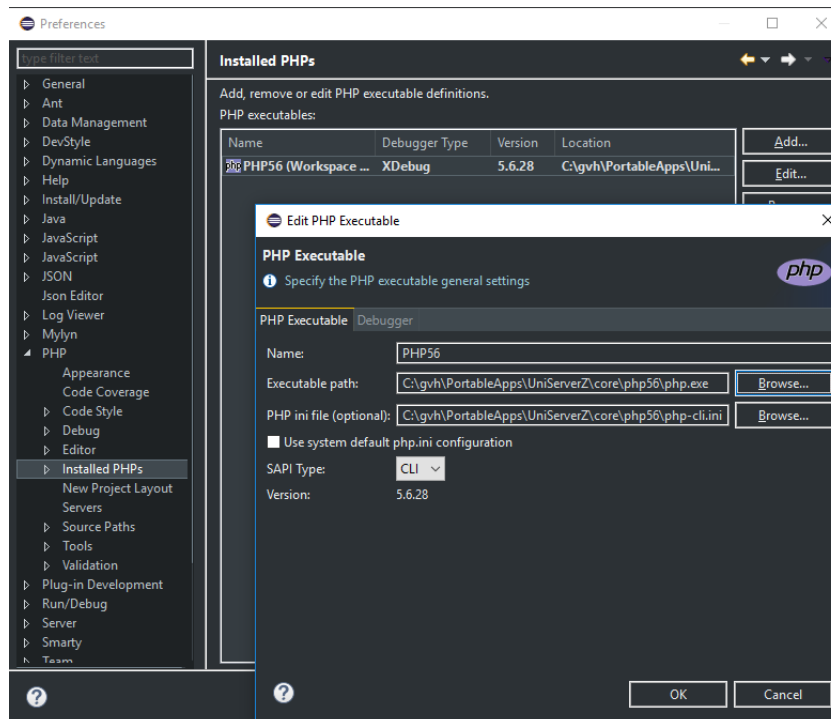 Preferences
type filter text
General
Ant
Data Management
DevStyle
Dynamic Languages
Help
Install/Update
Java
JavaScript
JavaScript
JSON
Json Editor
Log Viewer
Mylyn
PHP
Appearance
Code Coverage
Code Style
Debug
Editor
Installed PHPs
New Project Layout
Servers
Source Paths
Tools
Validation
Plug-in Development
Run/Debug
Server
Smarty
Team
Installed PHPs
Add, remove or edit PHP executable definitions.
PHP executables:
Name Debugger Type Version Location
php PHP56 (Workspace ... XDebug 5.6.28 C:\gvh\PortableApps\Uni...
Add...
Edit...
Edit PHP Executable
PHP Executable
Specify the PHP executable general settings
php
PHP Executable Debugger
Name: PHP56
Executable path: C:\gvh\PortableApps\UniServerZ\core\php56\php.exe Browse...
PHP ini file (optional): C:\gvh\PortableApps\UniServerZ\core\php56\php-cli.ini Browse...
Use system default php.ini configuration
SAPI Type: CLI
Version: 5.6.28
OK Cancel